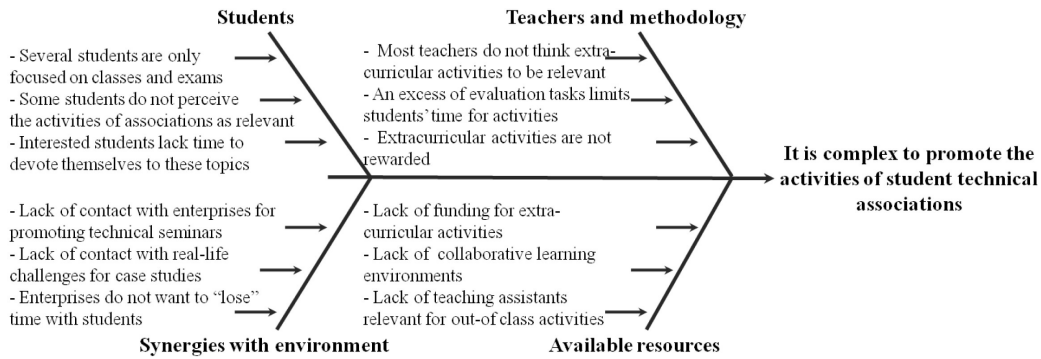 Students
- Several students are only
focused on classes and exams
- Some students do not perceive
the activities of associations as relevant
- Interested students lack time to
devote themselves to these topics
Teachers and methodology
- Most teachers do not think extra-
curricular activities to be relevant
- An excess of evaluation tasks limits
students’ time for activities
- Extracurricular activities are not
rewarded
It is complex to promote the
activities of student technical
associations
- Lack of contact with enterprises for
promoting technical seminars
- Lack of contact with real-life
challenges for case studies
- Enterprises do not want to “lose”
time with students
Synergies with environment
- Lack of funding for extra-
curricular activities
- Lack of collaborative learning
environments
- Lack of teaching assistants
relevant for out-of class activities
Available resources